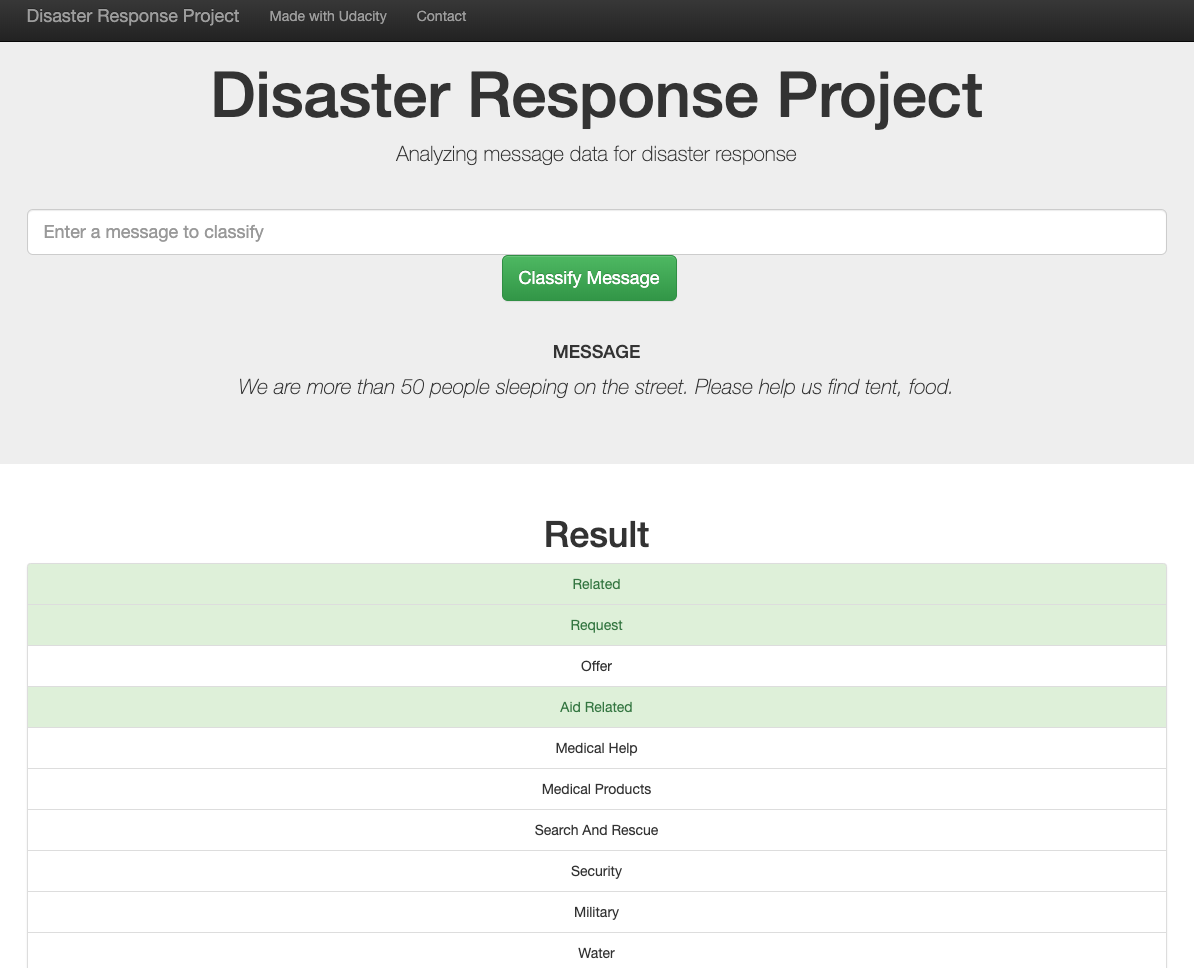 Disaster Response Project Made with Udacity Contact
Disaster Response Project
Analyzing message data for disaster response
Enter a message to classify
Classify Message
MESSAGE
We are more than 50 people sleeping on the street. Please help us find tent, food.
Result
Related
Request
Offer
Aid Related
Medical Help
Medical Products
Search And Rescue
Security
Military
Water